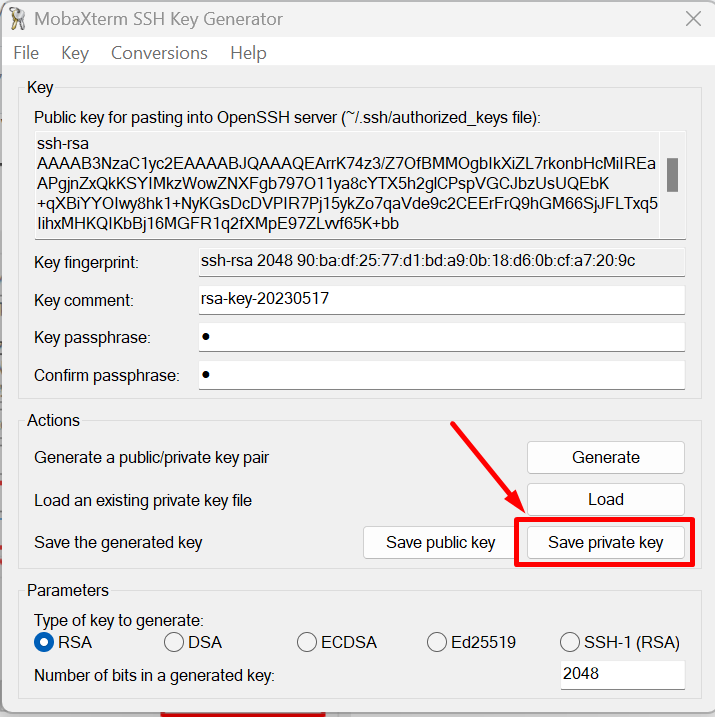 MobaXterm SSH Key Generator
File Key Conversions Help
Key
Public key for pasting into OpenSSH server (~/.ssh/authorized_keys file):
ssh-rsa
AAAAB3NzaC1yc2EAAAABJQAAAQEArrK74z3/Z7OfBMMOgbIkXiZL7rkonbHcMiIREa
APgjnZxQkKSYIMkzWowZNXFgb797O11ya8cYTX5h2glCPspVGCJbzUsUQEbK
+qXBiYYOIwy8hk1+NyKGsDcDVPIR7Pj15ykZo7qaVde9c2CEErFrQ9hGM66SjJFLTxq5
IihxMHKQIKbBj16MGFR1q2fXMpE97ZLvvf65K+bb
Key fingerprint: ssh-rsa 2048 90:ba:df:25:77:d1:bd:a9:0b:18:d6:0b:cf:a7:20:9c
Key comment: rsa-key-20230517
Key passphrase: ●
Confirm passphrase: ●
Actions
Generate a public/private key pair Generate
Load an existing private key file Load
Save the generated key Save public key Save private key
Parameters
Type of key to generate:
RSA DSA ECDSA Ed25519 SSH-1 (RSA)
Number of bits in a generated key: 2048